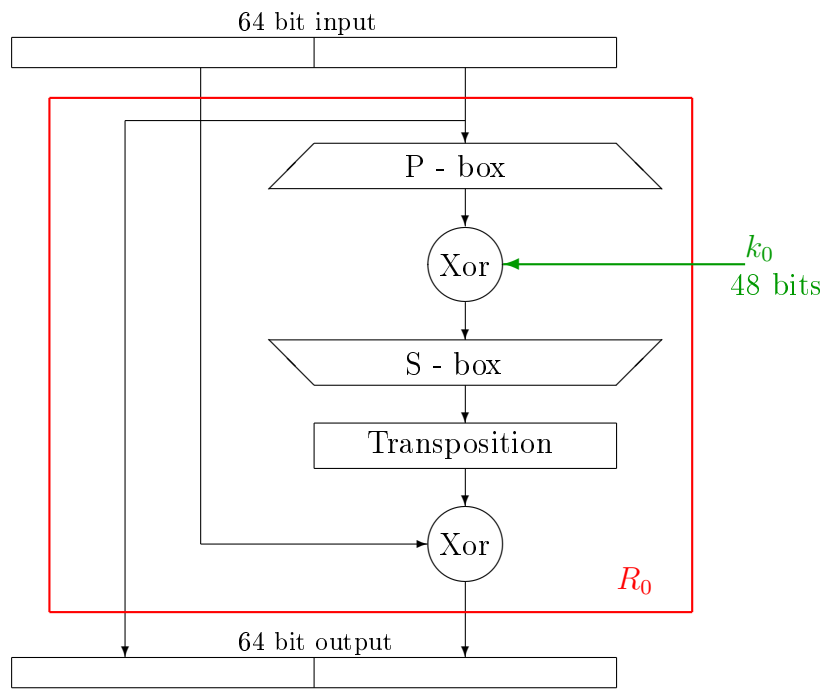 64 bit input
P - box
Xor
k₀
48 bits
S - box
Transposition
Xor
R₀
64 bit output